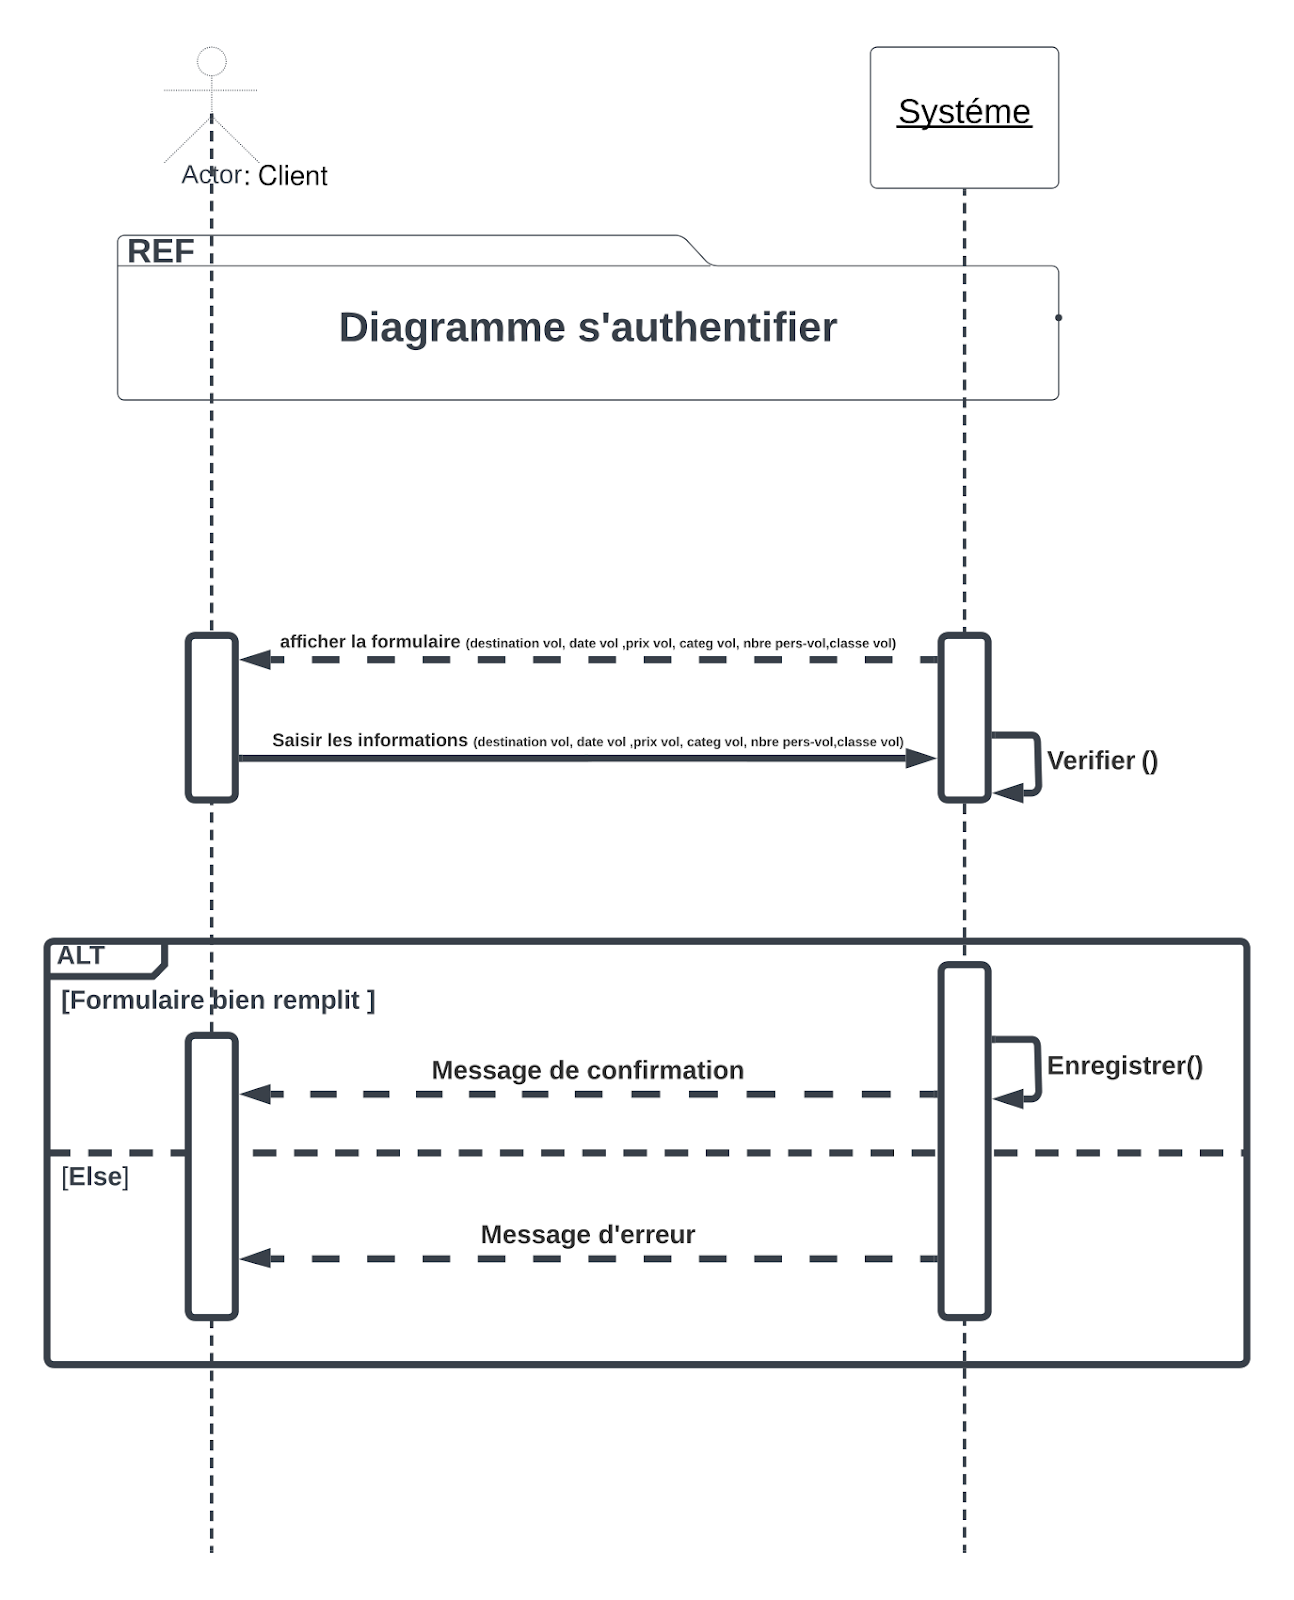 Systéme
Actor: Client
REF
Diagramme s'authentifier
afficher la formulaire (destination vol, date vol ,prix vol, categ vol, nbre pers-vol,classe vol)
Saisir les informations (destination vol, date vol ,prix vol, categ vol, nbre pers-vol,classe vol)
Verifier ()
ALT
[Formulaire bien remplit ]
Enregistrer()
Message de confirmation
[Else]
Message d'erreur